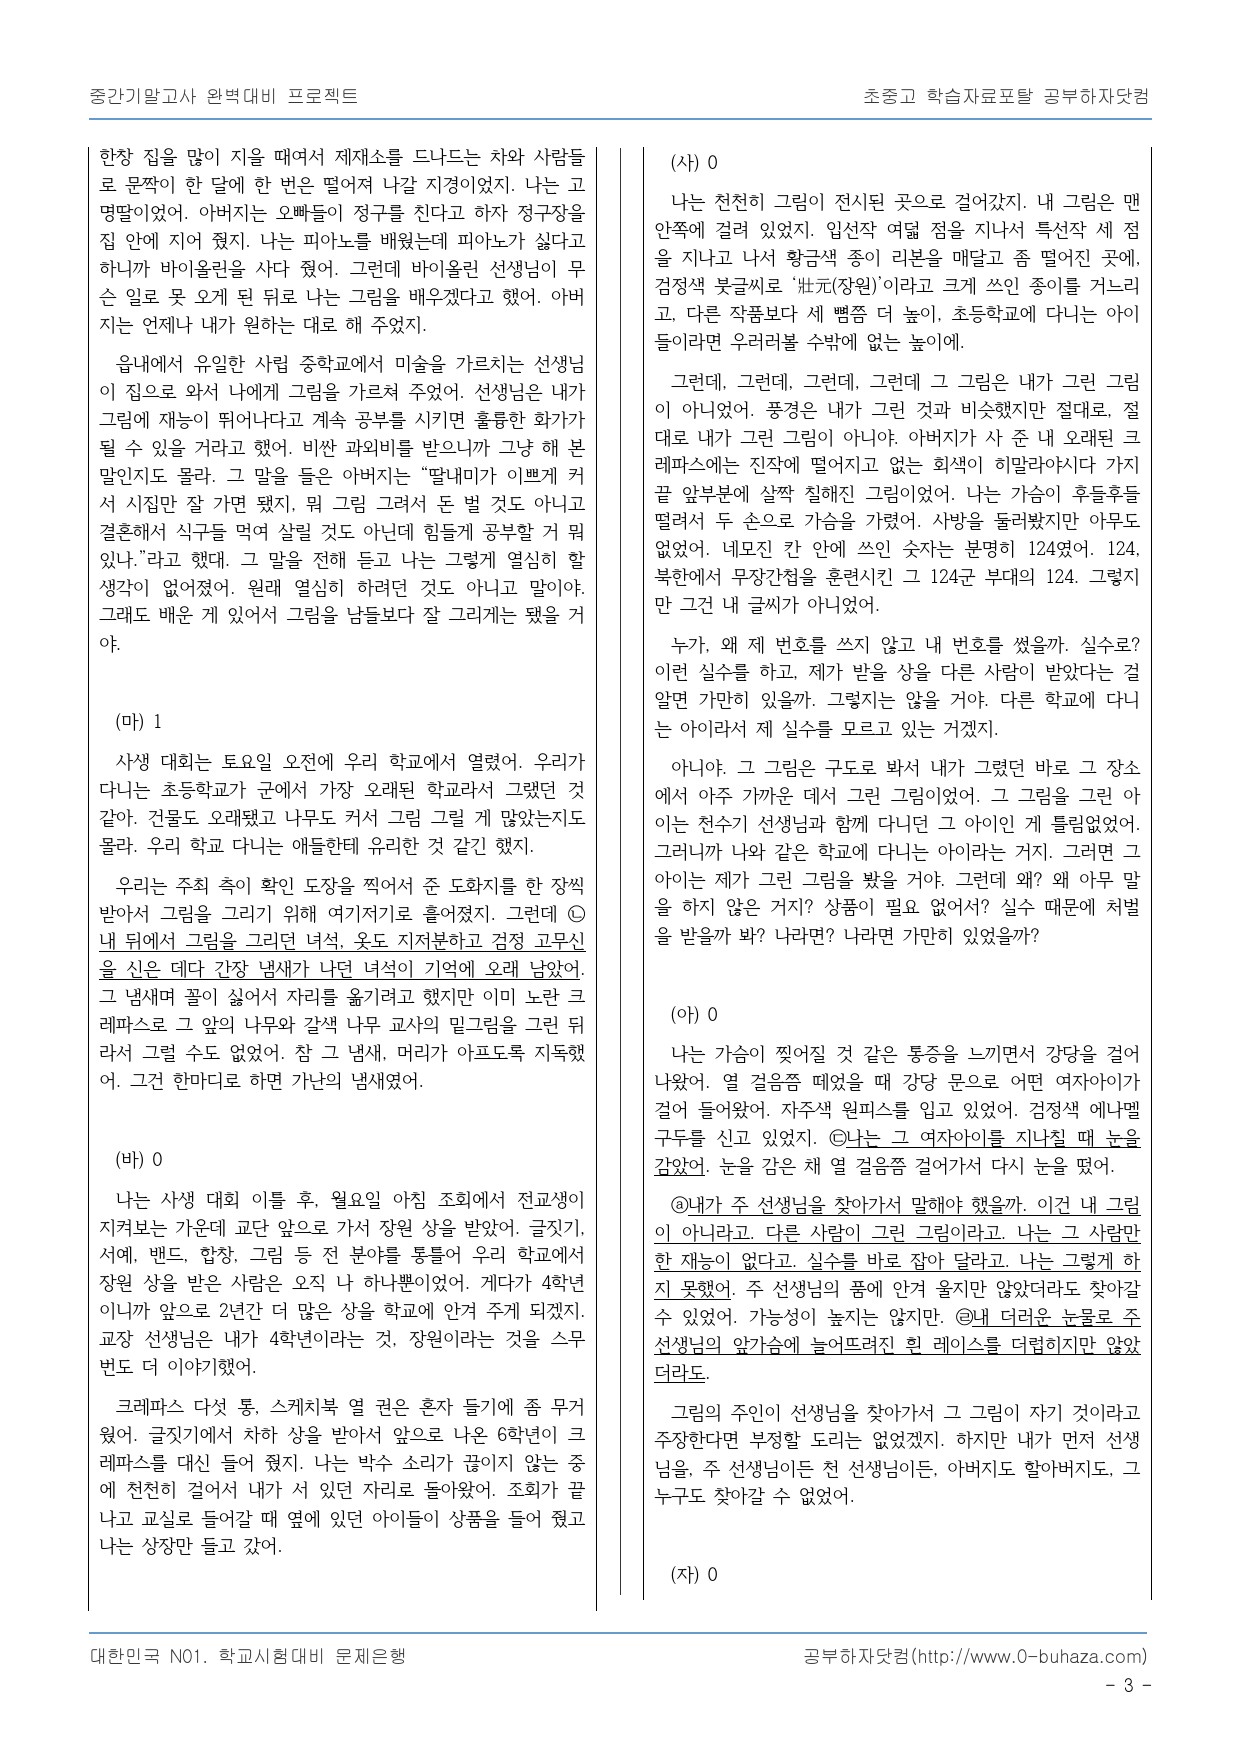 중간기말고사 완벽대비 프로젝트
초중고 학습자료포탈 공부하자닷컴
한창 집을 많이 지을 때여서 제재소를 드나드는 차와 사람들
로 문짝이 한 달에 한 번은 떨어져 나갈 지경이었지. 나는 고
명딸이었어. 아버지는 오빠들이 정구를 친다고 하자 정구장을
집 안에 지어 줬지. 나는 피아노를 배웠는데 피아노가 싫다고
하니까 바이올린을 사다 줬어. 그런데 바이올린 선생님이 무
슨 일로 못 오게 된 뒤로 나는 그림을 배우겠다고 했어. 아버
지는 언제나 내가 원하는 대로 해 주었지.
읍내에서 유일한 사립 중학교에서 미술을 가르치는 선생님
이 집으로 와서 나에게 그림을 가르쳐 주었어. 선생님은 내가
그림에 재능이 뛰어나다고 계속 공부를 시키면 훌륭한 화가가
될 수 있을 거라고 했어. 비싼 과외비를 받으니까 그냥 해 본
말인지도 몰라. 그 말을 들은 아버지는 “딸내미가 이쁘게 커
서 시집만 잘 가면 됐지, 뭐 그림 그려서 돈 벌 것도 아니고
결혼해서 식구들 먹여 살릴 것도 아닌데 힘들게 공부할 거 뭐
있나.”라고 했대. 그 말을 전해 듣고 나는 그렇게 열심히 할
생각이 없어졌어. 원래 열심히 하려던 것도 아니고 말이야.
그래도 배운 게 있어서 그림을 남들보다 잘 그리게는 됐을 거
야.
(마) 1
사생 대회는 토요일 오전에 우리 학교에서 열렸어. 우리가
다니는 초등학교가 군에서 가장 오래된 학교라서 그랬던 것
같아. 건물도 오래됐고 나무도 커서 그림 그릴 게 많았는지도
몰라. 우리 학교 다니는 애들한테 유리한 것 같긴 했지.
우리는 주최 측이 확인 도장을 찍어서 준 도화지를 한 장씩
받아서 그림을 그리기 위해 여기저기로 흩어졌지. 그런데 ㉡
내 뒤에서 그림을 그리던 녀석, 옷도 지저분하고 검정 고무신
을 신은 데다 간장 냄새가 나던 녀석이 기억에 오래 남았어.
그 냄새며 꼴이 싫어서 자리를 옮기려고 했지만 이미 노란 크
레파스로 그 앞의 나무와 갈색 나무 교사의 밑그림을 그린 뒤
라서 그럴 수도 없었어. 참 그 냄새, 머리가 아프도록 지독했
어. 그건 한마디로 하면 가난의 냄새였어.
(바) 0
나는 사생 대회 이틀 후, 월요일 아침 조회에서 전교생이
지켜보는 가운데 교단 앞으로 가서 장원 상을 받았어. 글짓기,
서예, 밴드, 합창, 그림 등 전 분야를 통틀어 우리 학교에서
장원 상을 받은 사람은 오직 나 하나뿐이었어. 게다가 4학년
이니까 앞으로 2년간 더 많은 상을 학교에 안겨 주게 되겠지.
교장 선생님은 내가 4학년이라는 것, 장원이라는 것을 스무
번도 더 이야기했어.
크레파스 다섯 통, 스케치북 열 권은 혼자 들기에 좀 무거
웠어. 글짓기에서 차하 상을 받아서 앞으로 나온 6학년이 크
레파스를 대신 들어 줬지. 나는 박수 소리가 끊이지 않는 중
에 천천히 걸어서 내가 서 있던 자리로 돌아왔어. 조회가 끝
나고 교실로 들어갈 때 옆에 있던 아이들이 상품을 들어 줬고
나는 상장만 들고 갔어.
(사) 0
나는 천천히 그림이 전시된 곳으로 걸어갔지. 내 그림은 맨
안쪽에 걸려 있었지. 입선작 여덟 점을 지나서 특선작 세 점
을 지나고 나서 황금색 종이 리본을 매달고 좀 떨어진 곳에,
검정색 붓글씨로 ‘壯元(장원)’이라고 크게 쓰인 종이를 거느리
고, 다른 작품보다 세 뼘쯤 더 높이, 초등학교에 다니는 아이
들이라면 우러러볼 수밖에 없는 높이에.
그런데, 그런데, 그런데, 그런데 그 그림은 내가 그린 그림
이 아니었어. 풍경은 내가 그린 것과 비슷했지만 절대로, 절
대로 내가 그린 그림이 아니야. 아버지가 사 준 내 오래된 크
레파스에는 진작에 떨어지고 없는 회색이 히말라야시다 가지
끝 앞부분에 살짝 칠해진 그림이었어. 나는 가슴이 후들후들
떨려서 두 손으로 가슴을 가렸어. 사방을 둘러봤지만 아무도
없었어. 네모진 칸 안에 쓰인 숫자는 분명히 124였어. 124,
북한에서 무장간첩을 훈련시킨 그 124군 부대의 124. 그렇지
만 그건 내 글씨가 아니었어.
누가, 왜 제 번호를 쓰지 않고 내 번호를 썼을까. 실수로?
이런 실수를 하고, 제가 받을 상을 다른 사람이 받았다는 걸
알면 가만히 있을까. 그렇지는 않을 거야. 다른 학교에 다니
는 아이라서 제 실수를 모르고 있는 거겠지.
아니야. 그 그림은 구도로 봐서 내가 그렸던 바로 그 장소
에서 아주 가까운 데서 그린 그림이었어. 그 그림을 그린 아
이는 천수기 선생님과 함께 다니던 그 아이인 게 틀림없었어.
그러니까 나와 같은 학교에 다니는 아이라는 거지. 그러면 그
아이는 제가 그린 그림을 봤을 거야. 그런데 왜? 왜 아무 말
을 하지 않은 거지? 상품이 필요 없어서? 실수 때문에 처벌
을 받을까 봐? 나라면? 나라면 가만히 있었을까?
(아) 0
나는 가슴이 찢어질 것 같은 통증을 느끼면서 강당을 걸어
나왔어. 열 걸음쯤 떼었을 때 강당 문으로 어떤 여자아이가
걸어 들어왔어. 자주색 원피스를 입고 있었어. 검정색 에나멜
구두를 신고 있었지. ㉢나는 그 여자아이를 지나칠 때 눈을
감았어. 눈을 감은 채 열 걸음쯤 걸어가서 다시 눈을 떴어.
ⓐ내가 주 선생님을 찾아가서 말해야 했을까. 이건 내 그림
이 아니라고. 다른 사람이 그린 그림이라고. 나는 그 사람만
한 재능이 없다고. 실수를 바로 잡아 달라고. 나는 그렇게 하
지 못했어. 주 선생님의 품에 안겨 울지만 않았더라도 찾아갈
수 있었어. 가능성이 높지는 않지만. ㉣내 더러운 눈물로 주
선생님의 앞가슴에 늘어뜨려진 흰 레이스를 더럽히지만 않았
더라도.
그림의 주인이 선생님을 찾아가서 그 그림이 자기 것이라고
주장한다면 부정할 도리는 없었겠지. 하지만 내가 먼저 선생
님을, 주 선생님이든 천 선생님이든, 아버지도 할아버지도, 그
누구도 찾아갈 수 없었어.
(자) 0
대한민국 N01. 학교시험대비 문제은행
공부하자닷컴(http://www.0-buhaza.com)
- 3 -